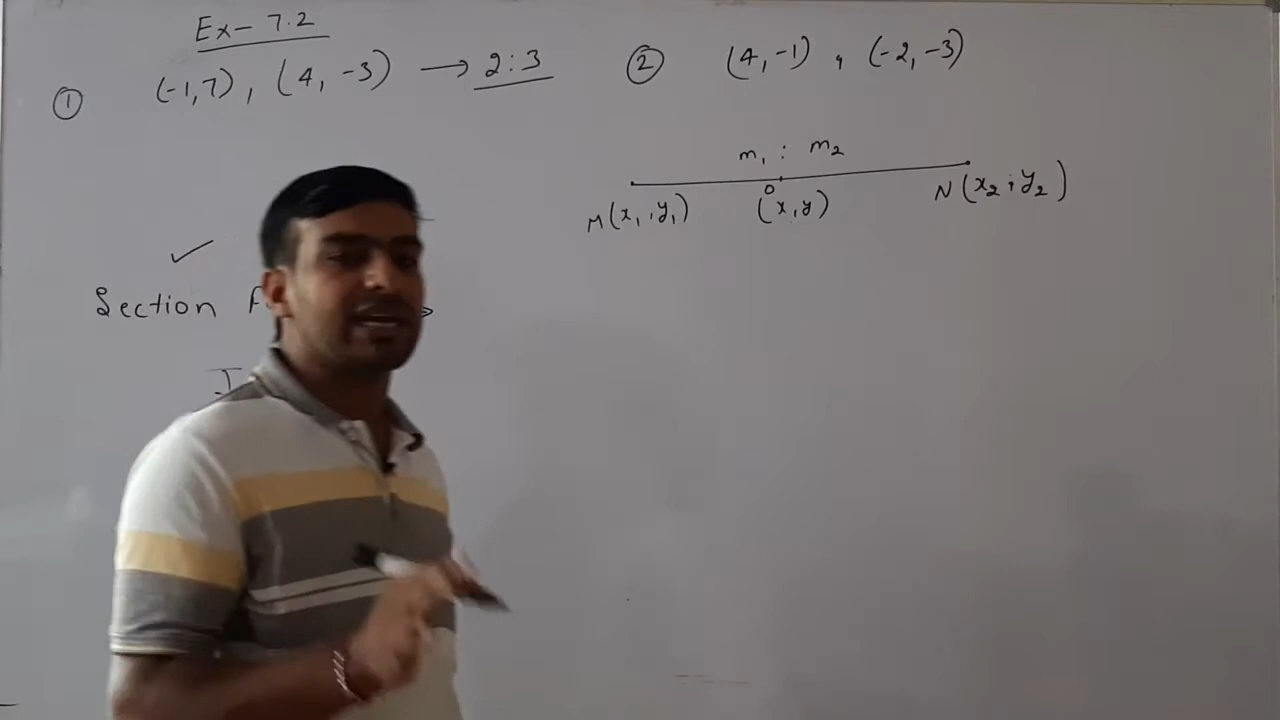 Ex- 7.2
① (-1,7), (4, -3) → 2:3
② (4,-1), (-2,-3)
m₁ : m₂
M(x₁,y₁) O (x,y) N(x₂,y₂)
Section